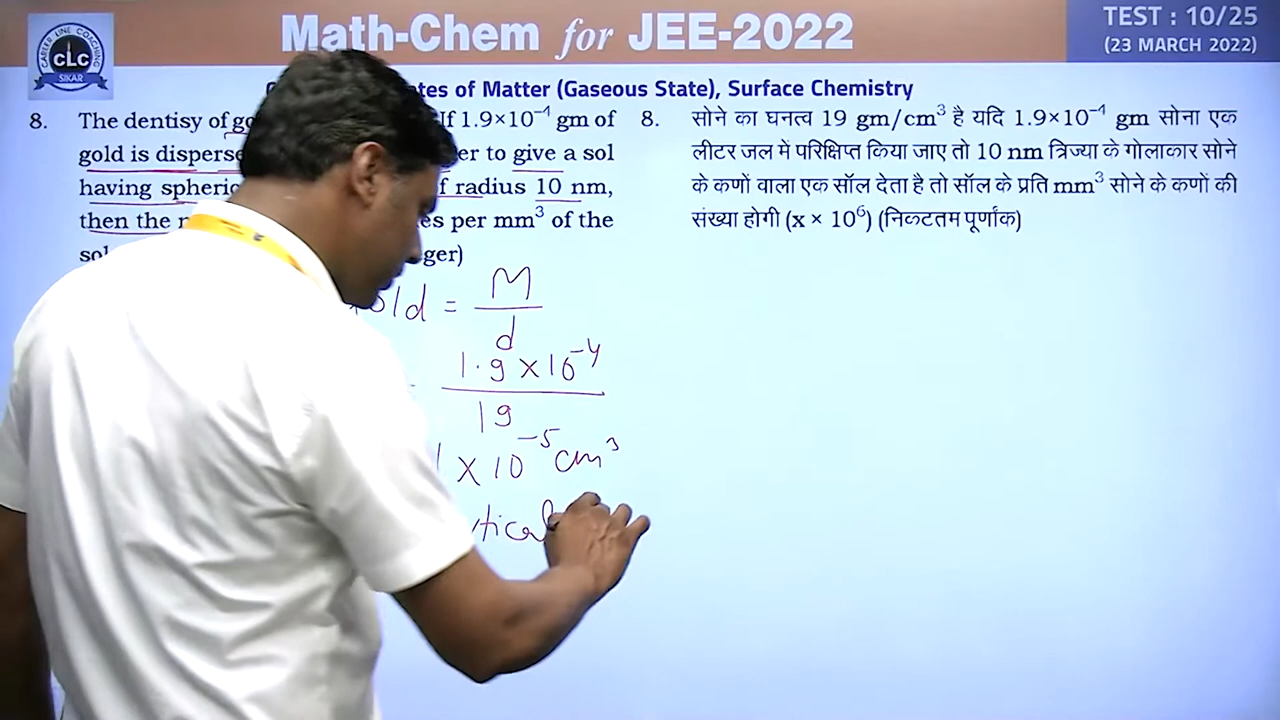 Math-Chem for JEE-2022
TEST : 10/25
(23 MARCH 2022)
CAREER LINE COACHING
CLC
SIKAR
tes of Matter (Gaseous State), Surface Chemistry
8. The dentisy of go If 1.9×10⁻⁴ gm of
gold is disperse er to give a sol
having spheric f radius 10 nm,
then the n es per mm³ of the
sol ger)
8. सोने का घनत्व 19 gm/cm³ है यदि 1.9×10⁻⁴ gm सोना एक
लीटर जल में परिक्षिप्त किया जाए तो 10 nm त्रिज्या के गोलाकार सोने
के कणों वाला एक सॉल देता है तो सॉल के प्रति mm³ सोने के कणों की
संख्या होगी (x × 10⁶) (निकटतम पूर्णांक)
old = M/d
= 1.9×10⁻⁴/19
1×10⁻⁵ cm³
tical